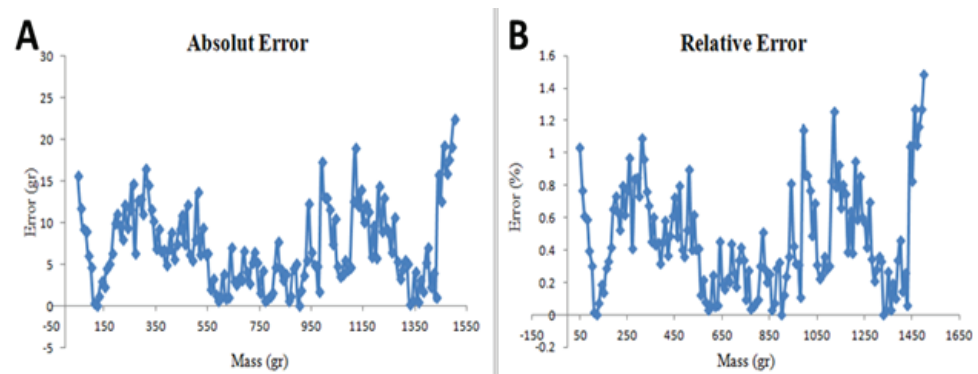 A
Absolut Error
30
25
20
15
10
5
0
-5
Error (gr)
-50 150 350 550 750 950 1150 1350 1550
Mass (gr)
B
Relative Error
1.6
1.4
1.2
1
0.8
0.6
0.4
0.2
0
-0.2
Error (%)
-150 50 250 450 650 850 1050 1250 1450 1650
Mass (gr)